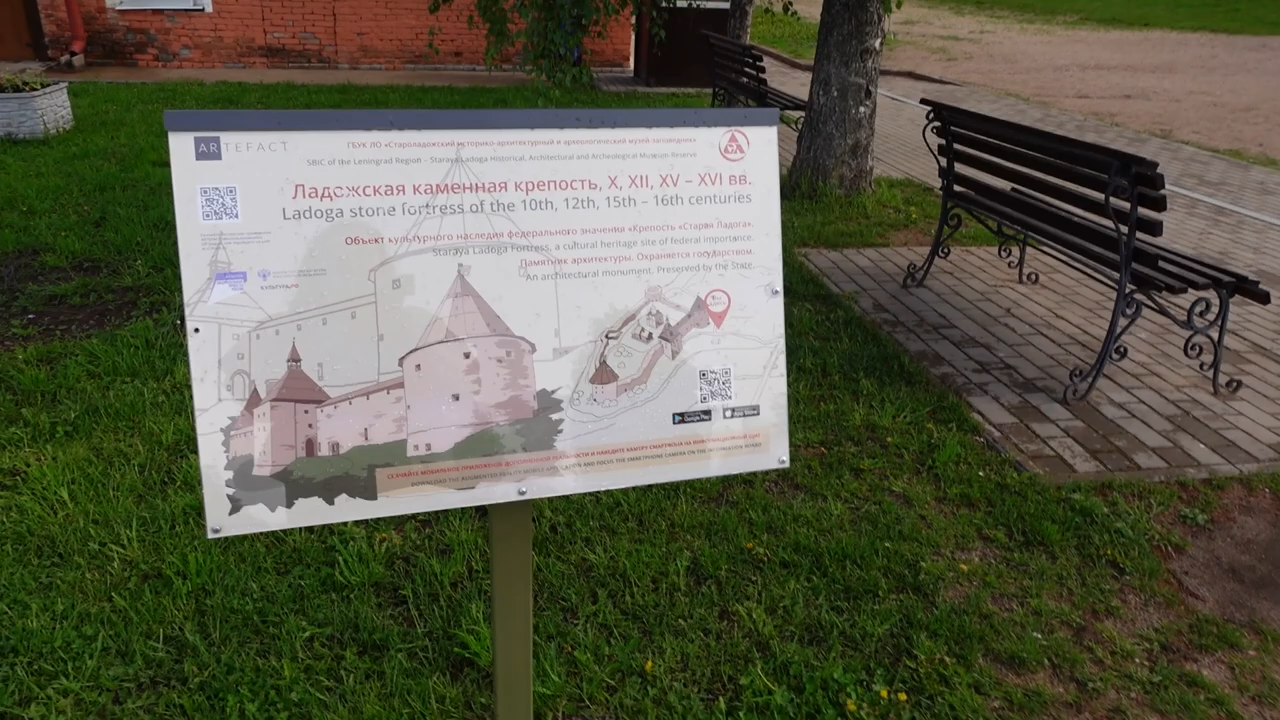 ARTEFACT
ГБУК ЛО «Староладожский историко-архитектурный и археологический музей-заповедник»
SBIC of the Leningrad Region – Staraya Ladoga Historical, Architectural and Archeological Museum-Reserve
Ладожская каменная крепость, X, XII, XV – XVI вв.
Ladoga stone fortress of the 10th, 12th, 15th – 16th centuries
Объект культурного наследия федерального значения «Крепость «Старая Ладога».
Staraya Ladoga Fortress, a cultural heritage site of federal importance.
Памятник архитектуры. Охраняется государством.
An architectural monument. Preserved by the State.
КУЛЬТУРА.РФ
Google Play
App Store
СКАЧАЙТЕ МОБИЛЬНОЕ ПРИЛОЖЕНИЕ ДОПОЛНЕННОЙ РЕАЛЬНОСТИ И НАВЕДИТЕ КАМЕРУ СМАРТФОНА НА ИНФОРМАЦИОННЫЙ ЩИТ
DOWNLOAD THE AUGMENTED REALITY MOBILE APPLICATION AND FOCUS THE SMARTPHONE CAMERA ON THE INFORMATION BOARD